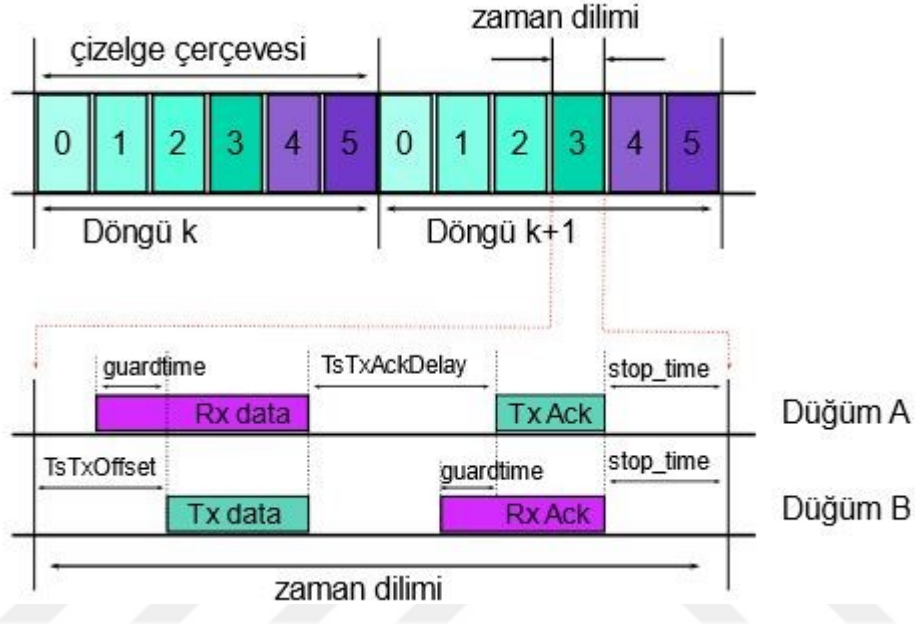 zaman dilimi
çizelge çerçevesi
0 1 2 3 4 5 0 1 2 3 4 5
Döngü k
Döngü k+1
guardtime
TsTxAckDelay
stop_time
Rx data
Tx Ack
Düğüm A
TsTxOffset
guardtime
stop_time
Tx data
Rx Ack
Düğüm B
zaman dilimi